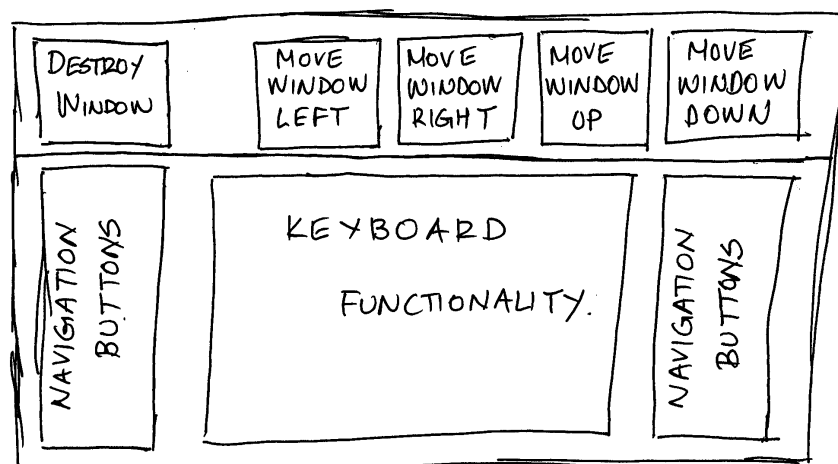 DESTROY
WINDOW
MOVE
WINDOW
LEFT
MOVE
WINDOW
RIGHT
MOVE
WINDOW
UP
MOVE
WINDOW
DOWN
NAVIGATION
BUTTONS
KEYBOARD
FUNCTIONALITY.
NAVIGATION
BUTTONS